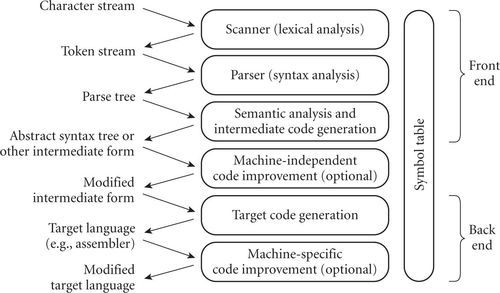 Character stream
Scanner (lexical analysis)
Token stream
Parser (syntax analysis)
Parse tree
Semantic analysis and
intermediate code generation
Abstract syntax tree or
other intermediate form
Machine-independent
code improvement (optional)
Modified
intermediate form
Target code generation
Target language
(e.g., assembler)
Machine-specific
code improvement (optional)
Modified
target language
Symbol table
Front
end
Back
end